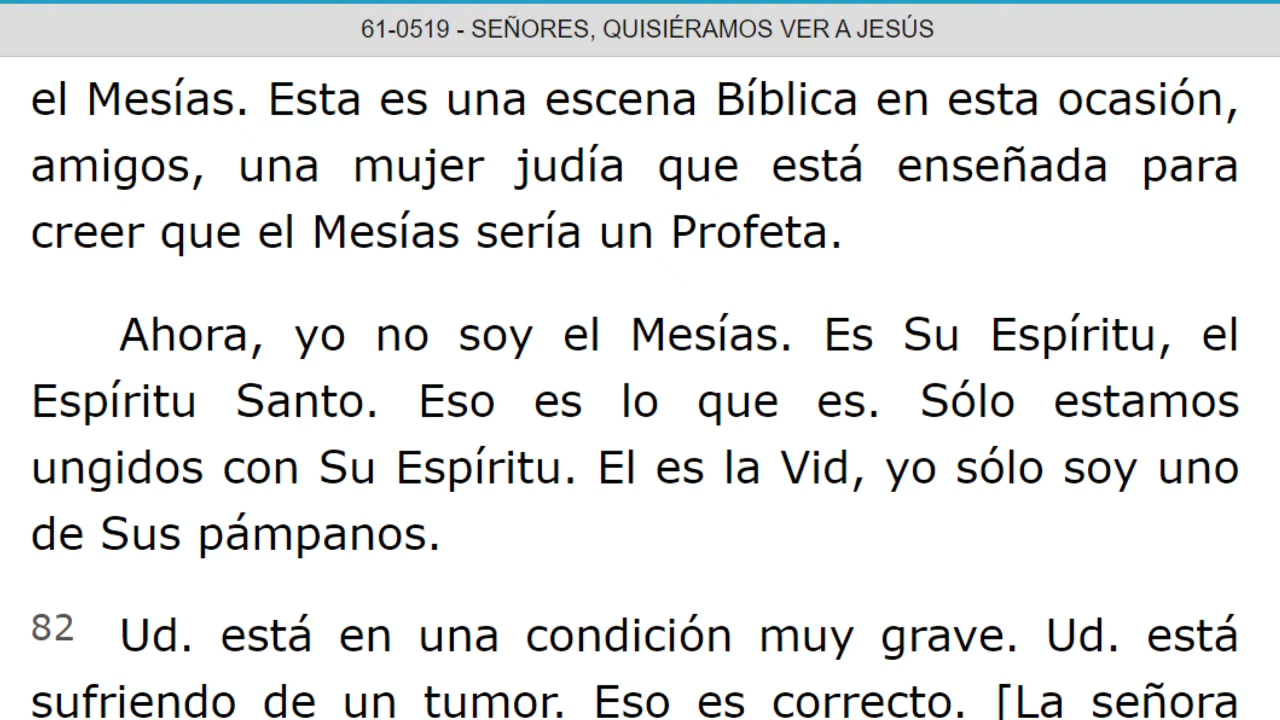 61-0519 - SEÑORES, QUISIÉRAMOS VER A JESÚS
el Mesías. Esta es una escena Bíblica en esta ocasión,
amigos, una mujer judía que está enseñada para
creer que el Mesías sería un Profeta.
Ahora, yo no soy el Mesías. Es Su Espíritu, el
Espíritu Santo. Eso es lo que es. Sólo estamos
ungidos con Su Espíritu. El es la Vid, yo sólo soy uno
de Sus pámpanos.
82 Ud. está en una condición muy grave. Ud. está
sufriendo de un tumor. Eso es correcto. [La señora